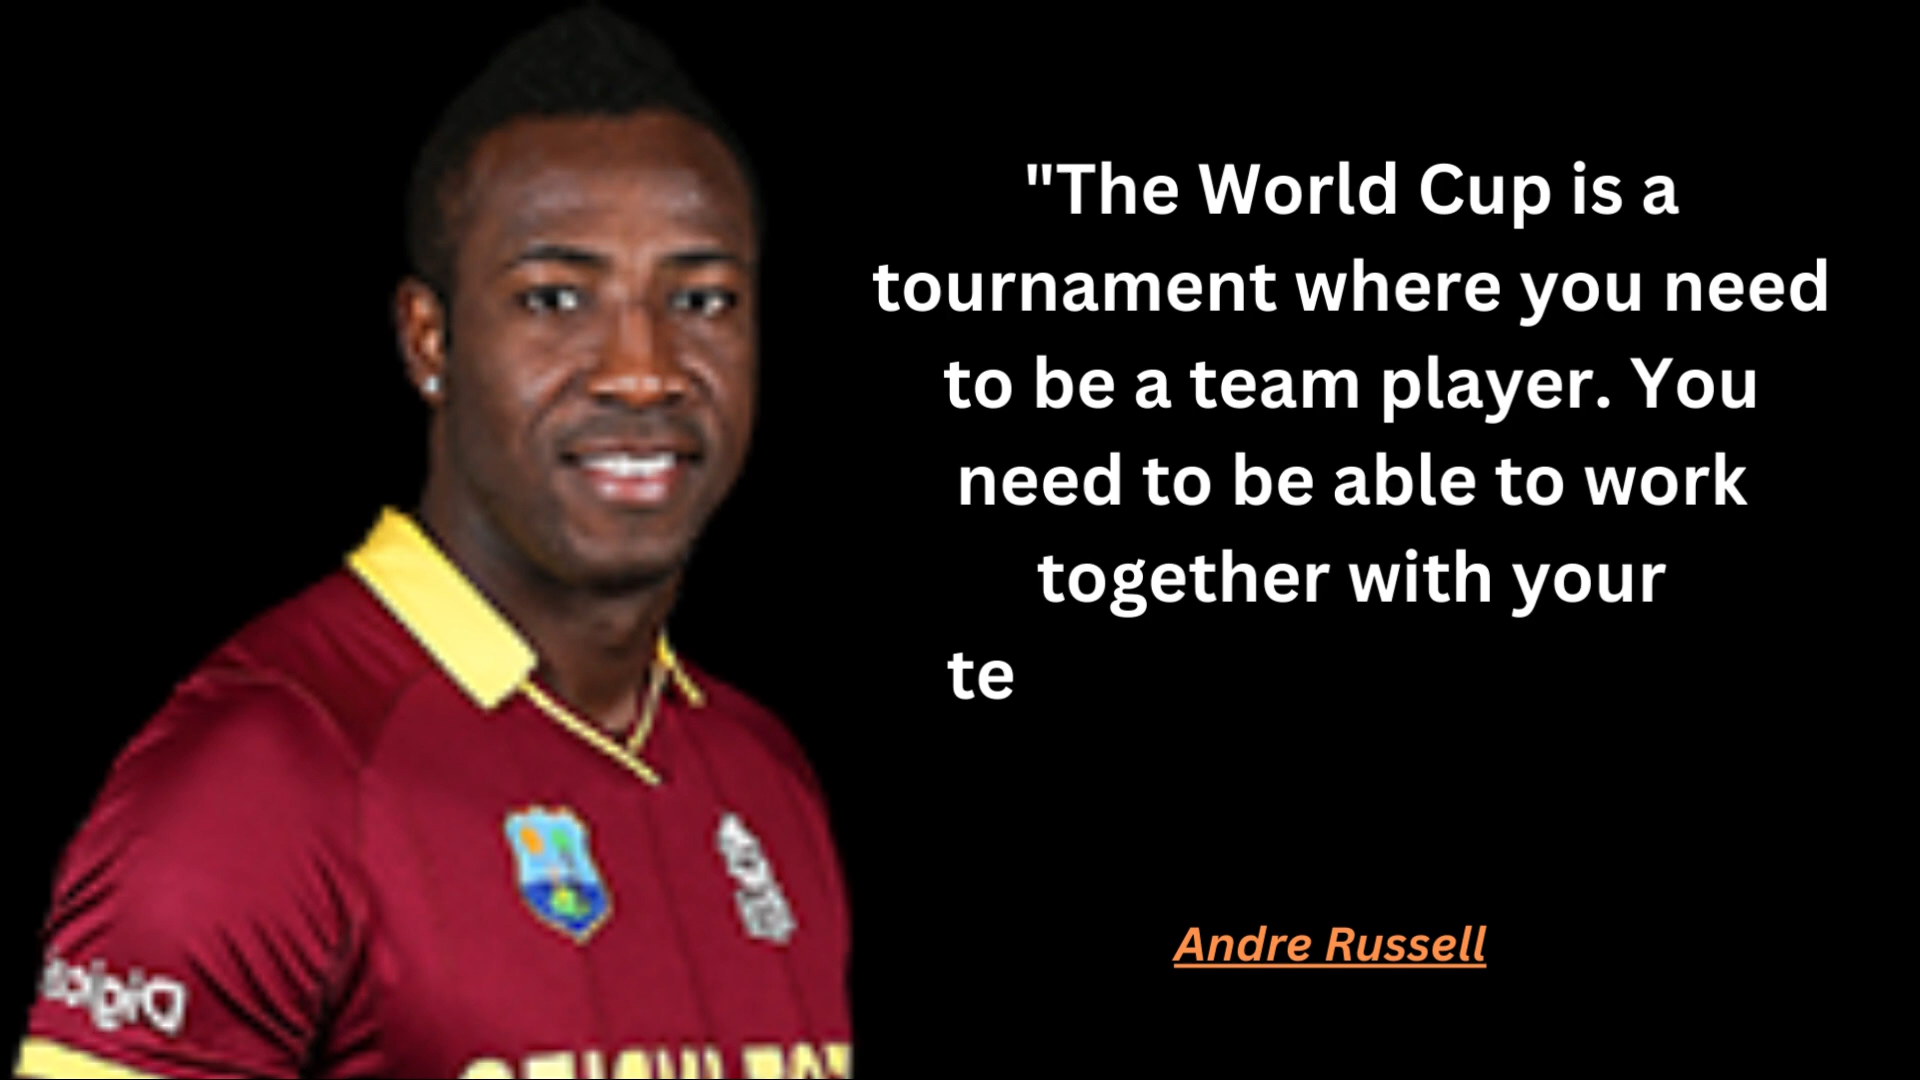 "The World Cup is a
tournament where you need
to be a team player. You
need to be able to work
together with your
te
Andre Russell